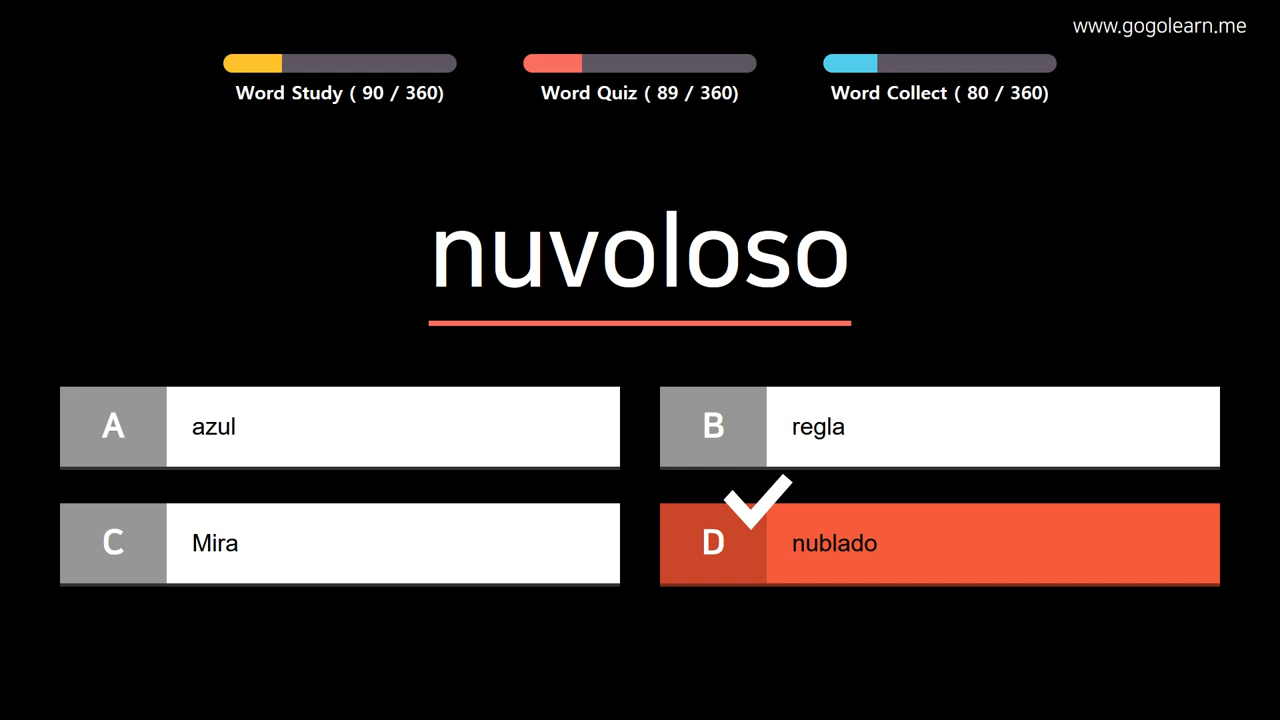 www.gogolearn.me
Word Study ( 90 / 360)
Word Quiz ( 89 / 360)
Word Collect ( 80 / 360)
nuvoloso
A azul
B regla
C Mira
D nublado